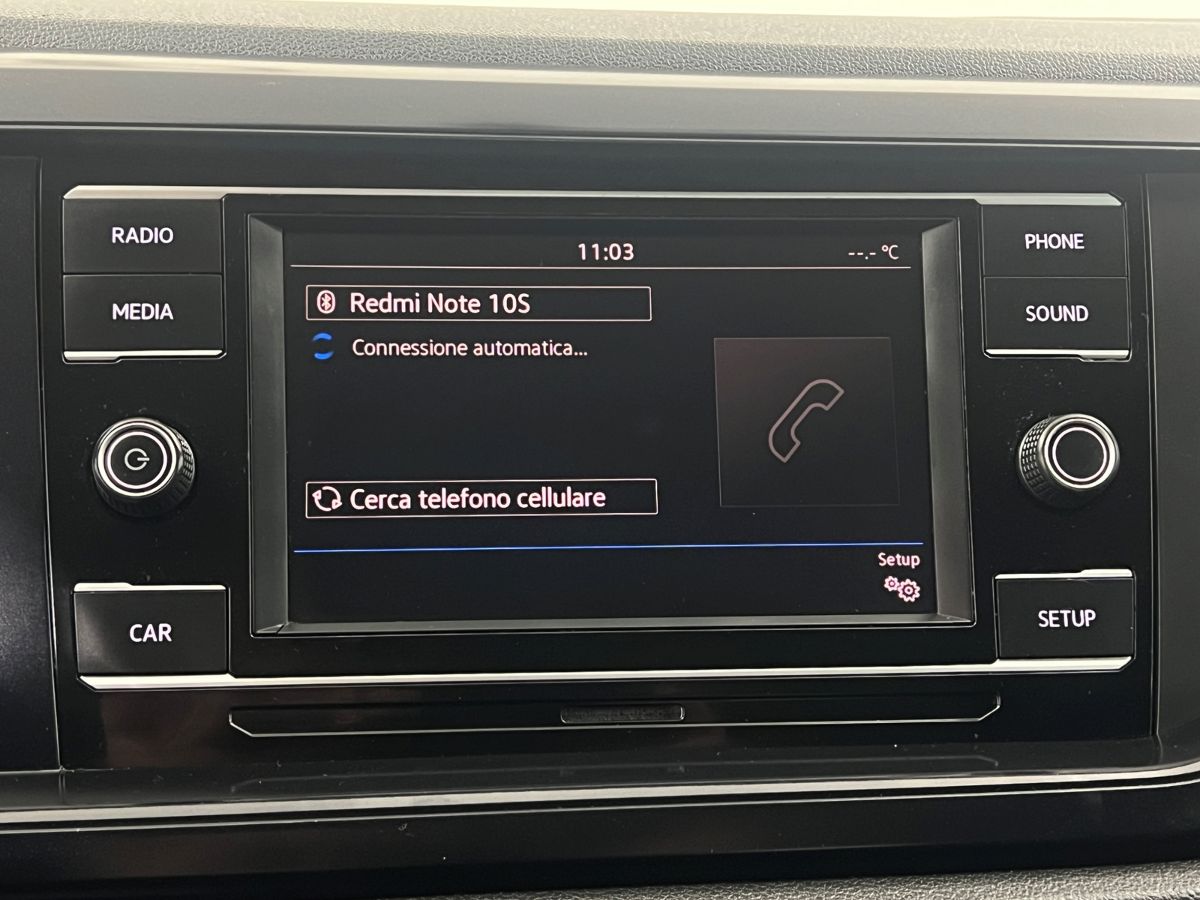 RADIO
MEDIA
CAR
11:03
--.- °C
Redmi Note 10S
Connessione automatica...
Cerca telefono cellulare
Setup
PHONE
SOUND
SETUP